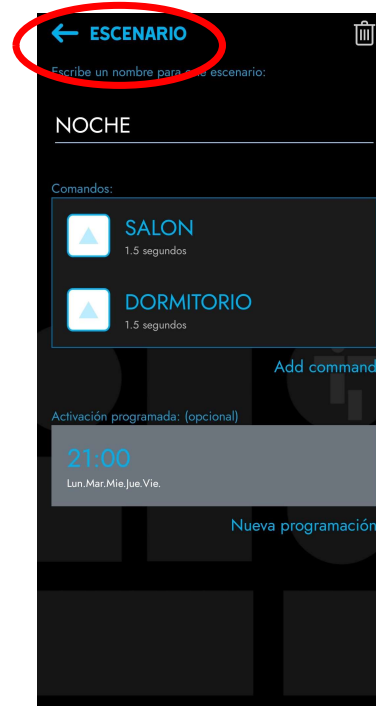 ESCENARIO
Escribe un nombre para este escenario:
NOCHE
Comandos:
SALON
1.5 segundos
DORMITORIO
1.5 segundos
Add command
Activación programada: (opcional)
21:00
Lun.Mar.Mie.Jue.Vie.
Nueva programación